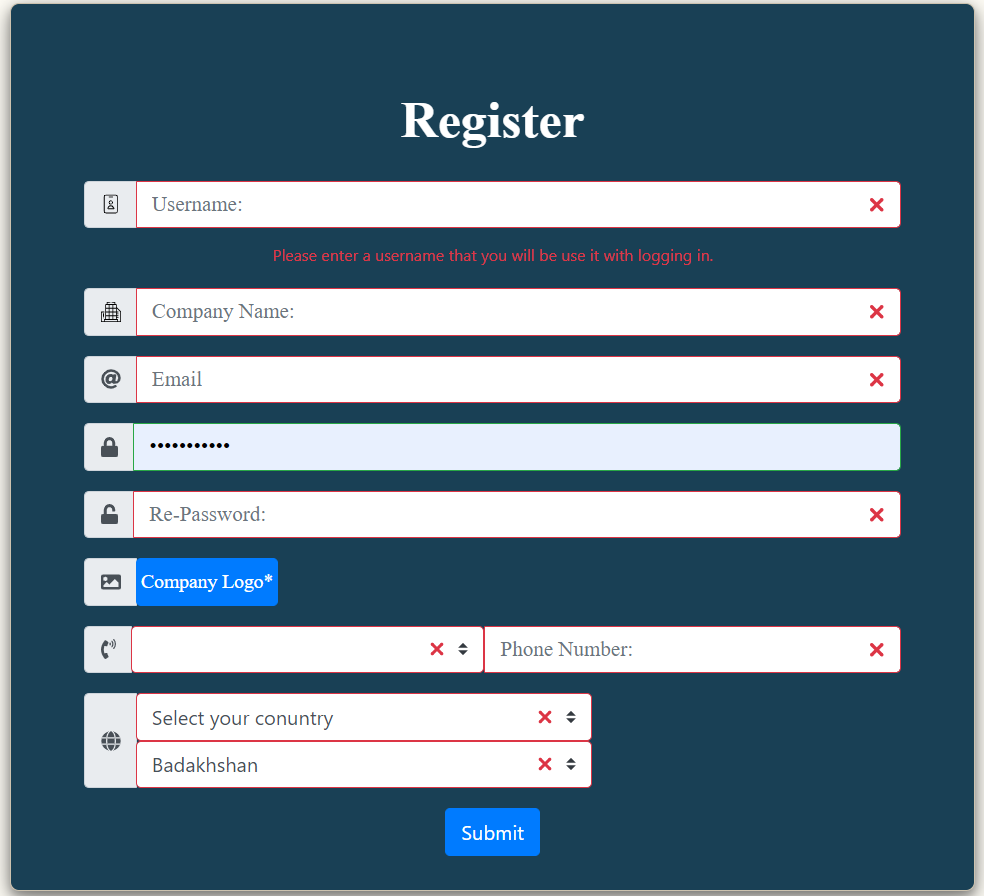 Register
Username:
Please enter a username that you will be use it with logging in.
Company Name:
Email
•••••••••••
Re-Password:
Company Logo*
Phone Number:
Select your conuntry
Badakhshan
Submit